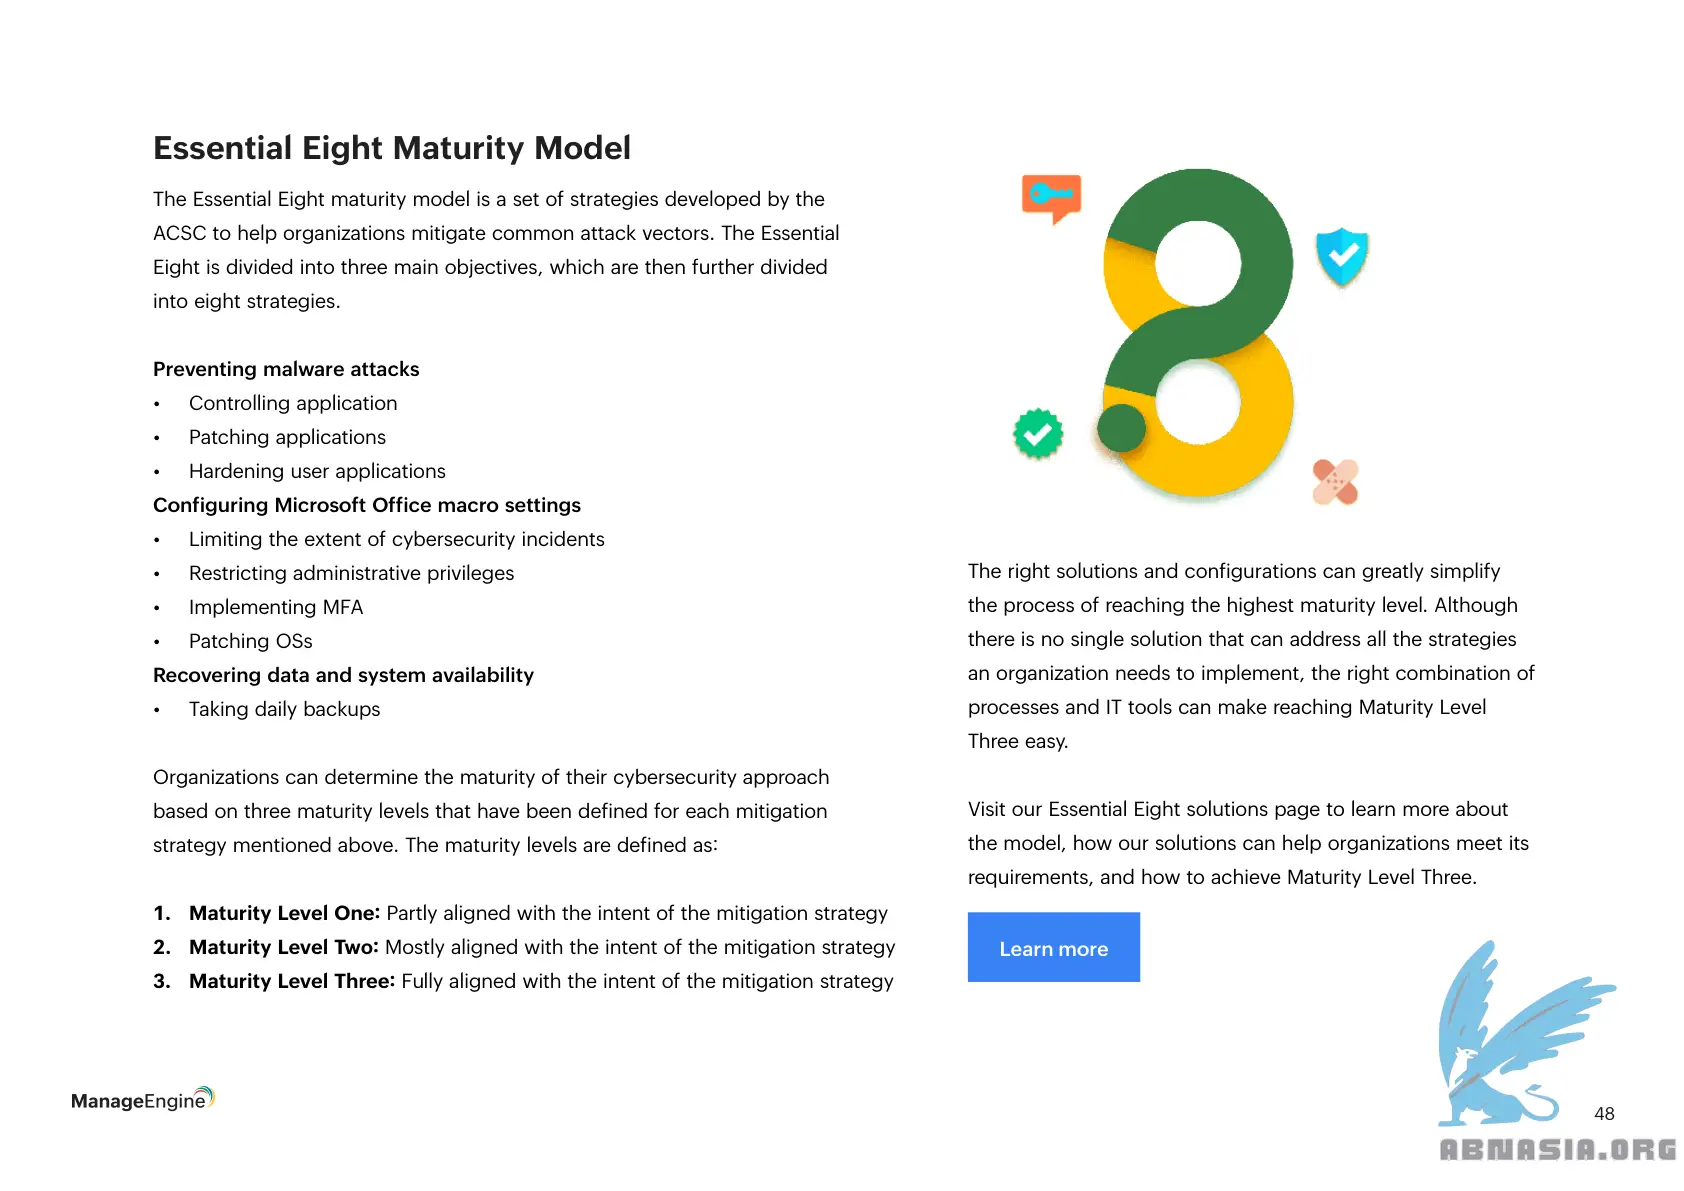 Essential Eight Maturity Model
The Essential Eight maturity model is a set of strategies developed by the
ACSC to help organizations mitigate common attack vectors. The Essential
Eight is divided into three main objectives, which are then further divided
into eight strategies.
Preventing malware attacks
• Controlling application
• Patching applications
• Hardening user applications
Configuring Microsoft Office macro settings
• Limiting the extent of cybersecurity incidents
• Restricting administrative privileges
• Implementing MFA
• Patching OSs
Recovering data and system availability
• Taking daily backups
Organizations can determine the maturity of their cybersecurity approach
based on three maturity levels that have been defined for each mitigation
strategy mentioned above. The maturity levels are defined as:
1. Maturity Level One: Partly aligned with the intent of the mitigation strategy
2. Maturity Level Two: Mostly aligned with the intent of the mitigation strategy
3. Maturity Level Three: Fully aligned with the intent of the mitigation strategy
The right solutions and configurations can greatly simplify
the process of reaching the highest maturity level. Although
there is no single solution that can address all the strategies
an organization needs to implement, the right combination of
processes and IT tools can make reaching Maturity Level
Three easy.
Visit our Essential Eight solutions page to learn more about
the model, how our solutions can help organizations meet its
requirements, and how to achieve Maturity Level Three.
Learn more
ManageEngine
48
ABNASIA.ORG